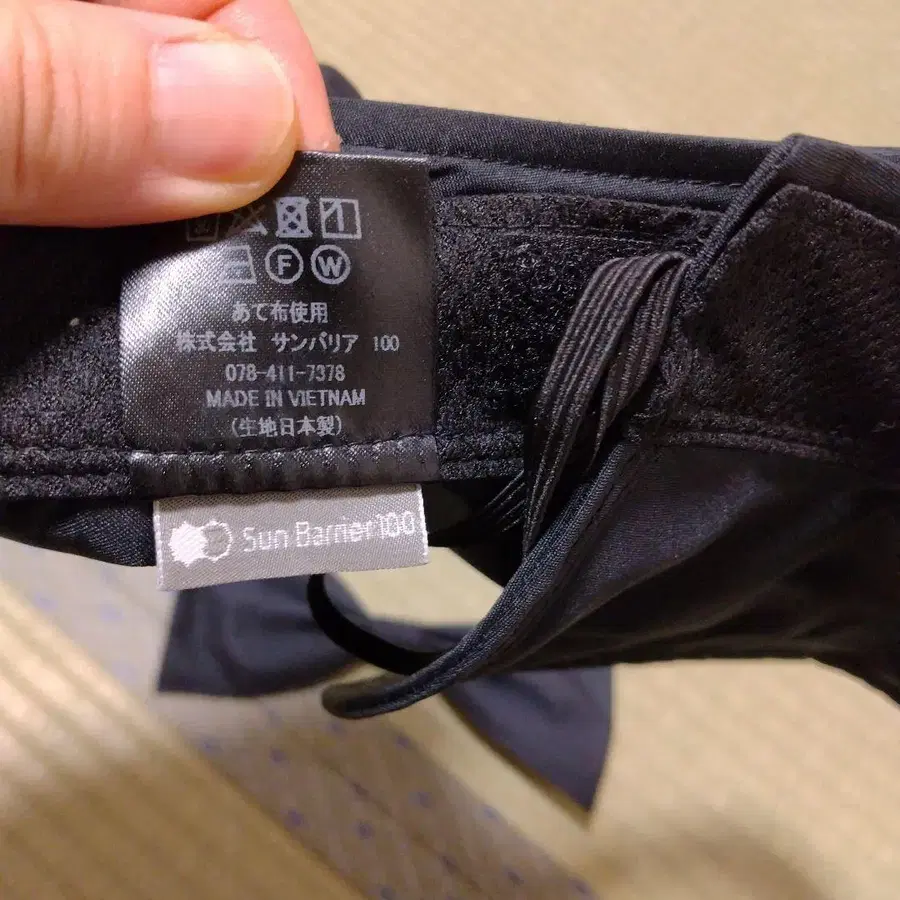 F W
あて布使用
株式会社 サンバリア 100
078-411-7378
MADE IN VIETNAM
(生地日本製)
Sun Barrier100